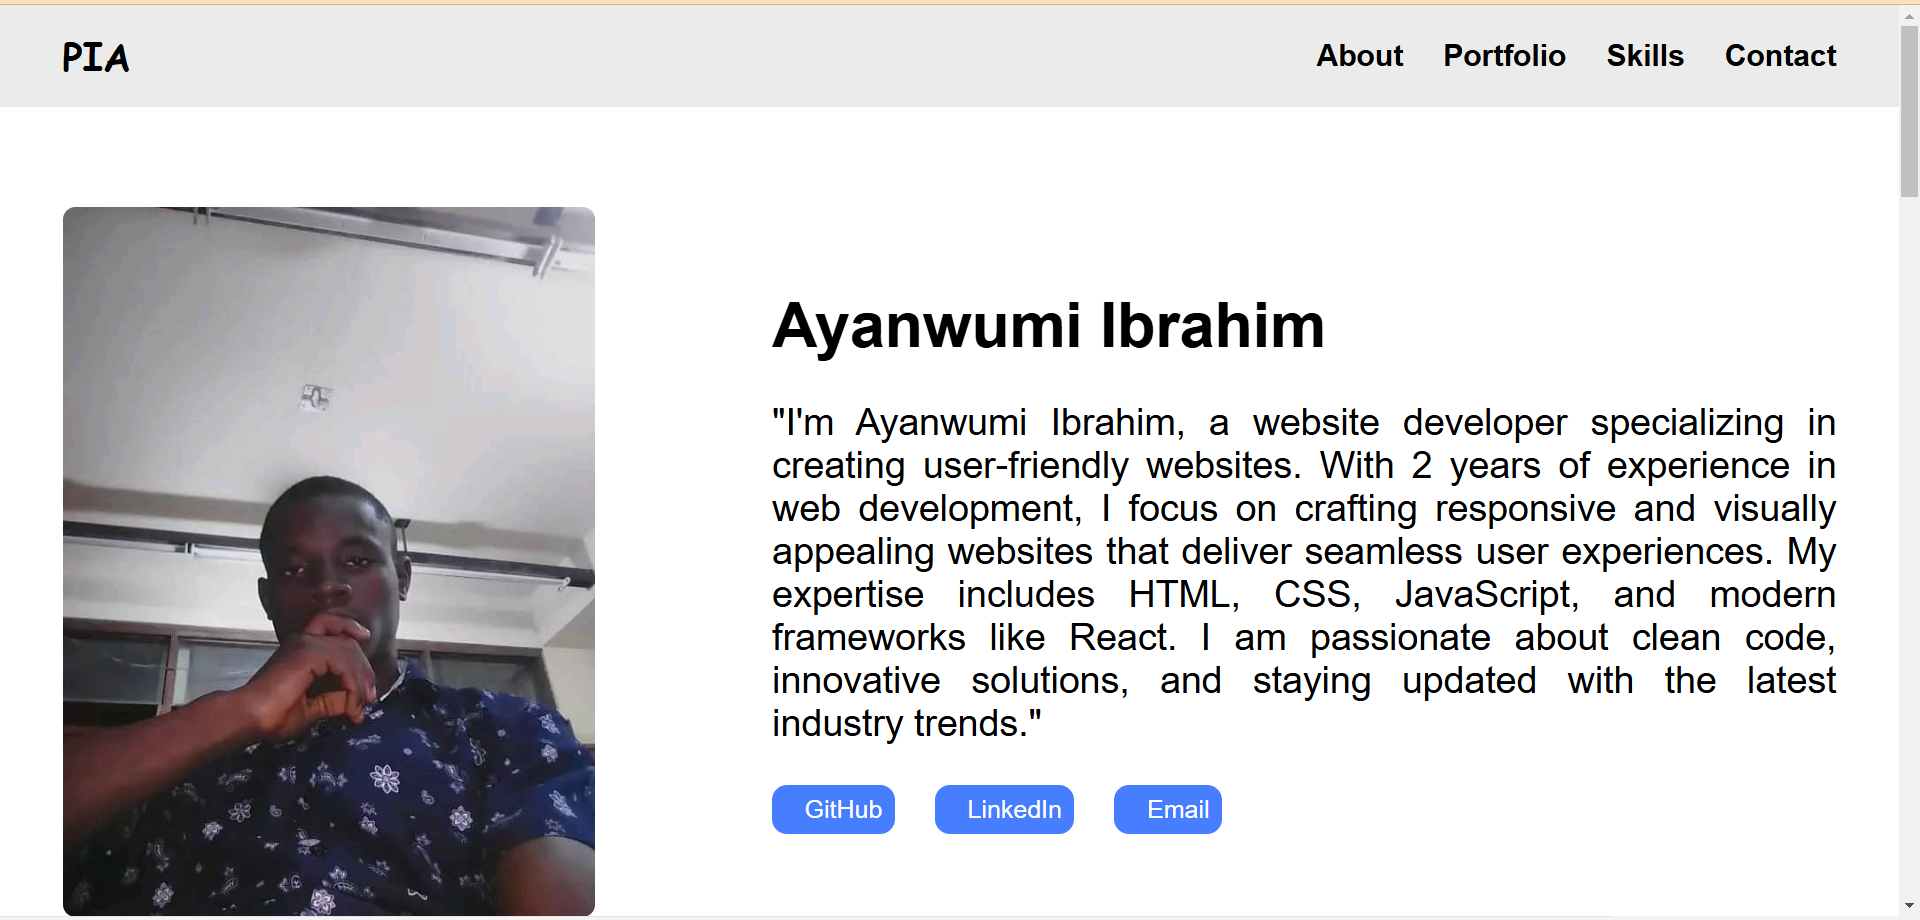 PIA
About Portfolio Skills Contact
Ayanwumi Ibrahim
"I'm Ayanwumi Ibrahim, a website developer specializing in
creating user-friendly websites. With 2 years of experience in
web development, I focus on crafting responsive and visually
appealing websites that deliver seamless user experiences. My
expertise includes HTML, CSS, JavaScript, and modern
frameworks like React. I am passionate about clean code,
innovative solutions, and staying updated with the latest
industry trends."
GitHub LinkedIn Email